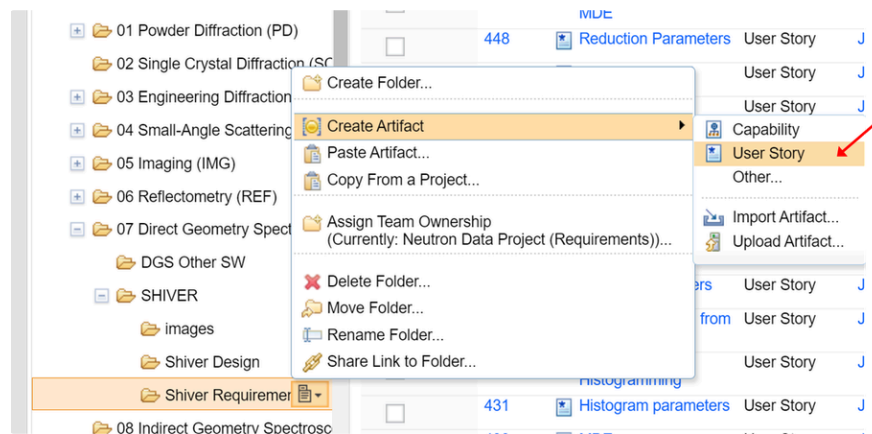 MDE
01 Powder Diffraction (PD)
448 Reduction Parameters User Story J
02 Single Crystal Diffraction (SC
User Story J
Create Folder...
03 Engineering Diffraction
User Story J
04 Small-Angle Scattering
Create Artifact
Capability
05 Imaging (IMG)
Paste Artifact...
User Story
Copy From a Project...
Other...
06 Reflectometry (REF)
07 Direct Geometry Spect
Assign Team Ownership
(Currently: Neutron Data Project (Requirements))...
Import Artifact...
Upload Artifact...
DGS Other SW
Delete Folder...
ers User Story J
SHIVER
Move Folder...
from User Story J
images
Rename Folder...
Shiver Design
Share Link to Folder...
User Story J
Histogramming
Shiver Requiremen
431 Histogram parameters User Story J
08 Indirect Geometry Spectrosc